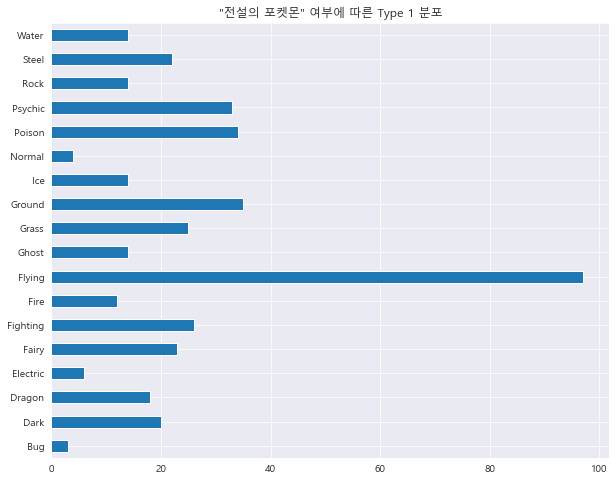 "전설의 포켓몬" 여부에 따른 Type 1 분포
Water
Steel
Rock
Psychic
Poison
Normal
Ice
Ground
Grass
Ghost
Flying
Fire
Fighting
Fairy
Electric
Dragon
Dark
Bug
0 20 40 60 80 100